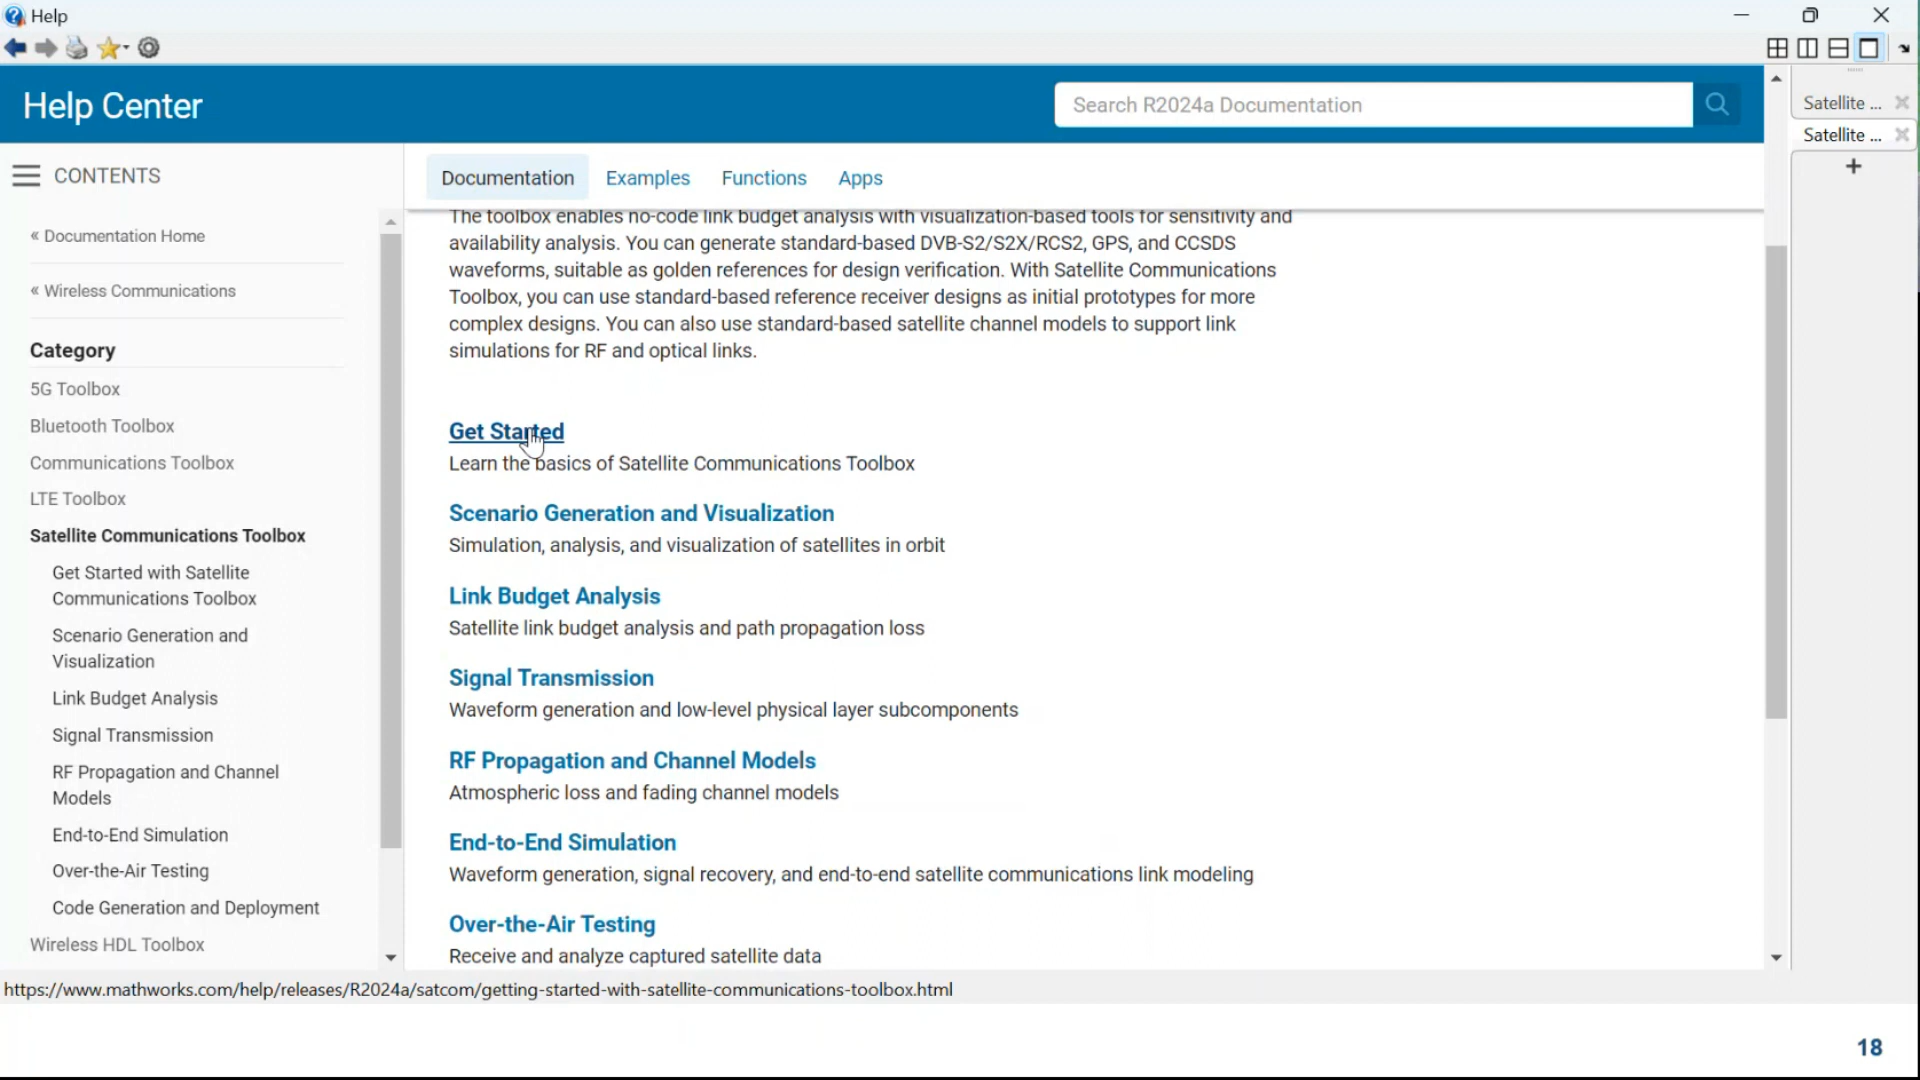 Help
Help Center
Search R2024a Documentation
Satellite ...
Satellite ...
CONTENTS
Documentation Examples Functions Apps
« Documentation Home
« Wireless Communications
Category
5G Toolbox
Bluetooth Toolbox
Communications Toolbox
LTE Toolbox
Satellite Communications Toolbox
Get Started with Satellite
Communications Toolbox
Scenario Generation and
Visualization
Link Budget Analysis
Signal Transmission
RF Propagation and Channel
Models
End-to-End Simulation
Over-the-Air Testing
Code Generation and Deployment
Wireless HDL Toolbox
The toolbox enables no-code link budget analysis with visualization-based tools for sensitivity and
availability analysis. You can generate standard-based DVB-S2/S2X/RCS2, GPS, and CCSDS
waveforms, suitable as golden references for design verification. With Satellite Communications
Toolbox, you can use standard-based reference receiver designs as initial prototypes for more
complex designs. You can also use standard-based satellite channel models to support link
simulations for RF and optical links.
Get Started
Learn the basics of Satellite Communications Toolbox
Scenario Generation and Visualization
Simulation, analysis, and visualization of satellites in orbit
Link Budget Analysis
Satellite link budget analysis and path propagation loss
Signal Transmission
Waveform generation and low-level physical layer subcomponents
RF Propagation and Channel Models
Atmospheric loss and fading channel models
End-to-End Simulation
Waveform generation, signal recovery, and end-to-end satellite communications link modeling
Over-the-Air Testing
Receive and analyze captured satellite data
https://www.mathworks.com/help/releases/R2024a/satcom/getting-started-with-satellite-communications-toolbox.html
18